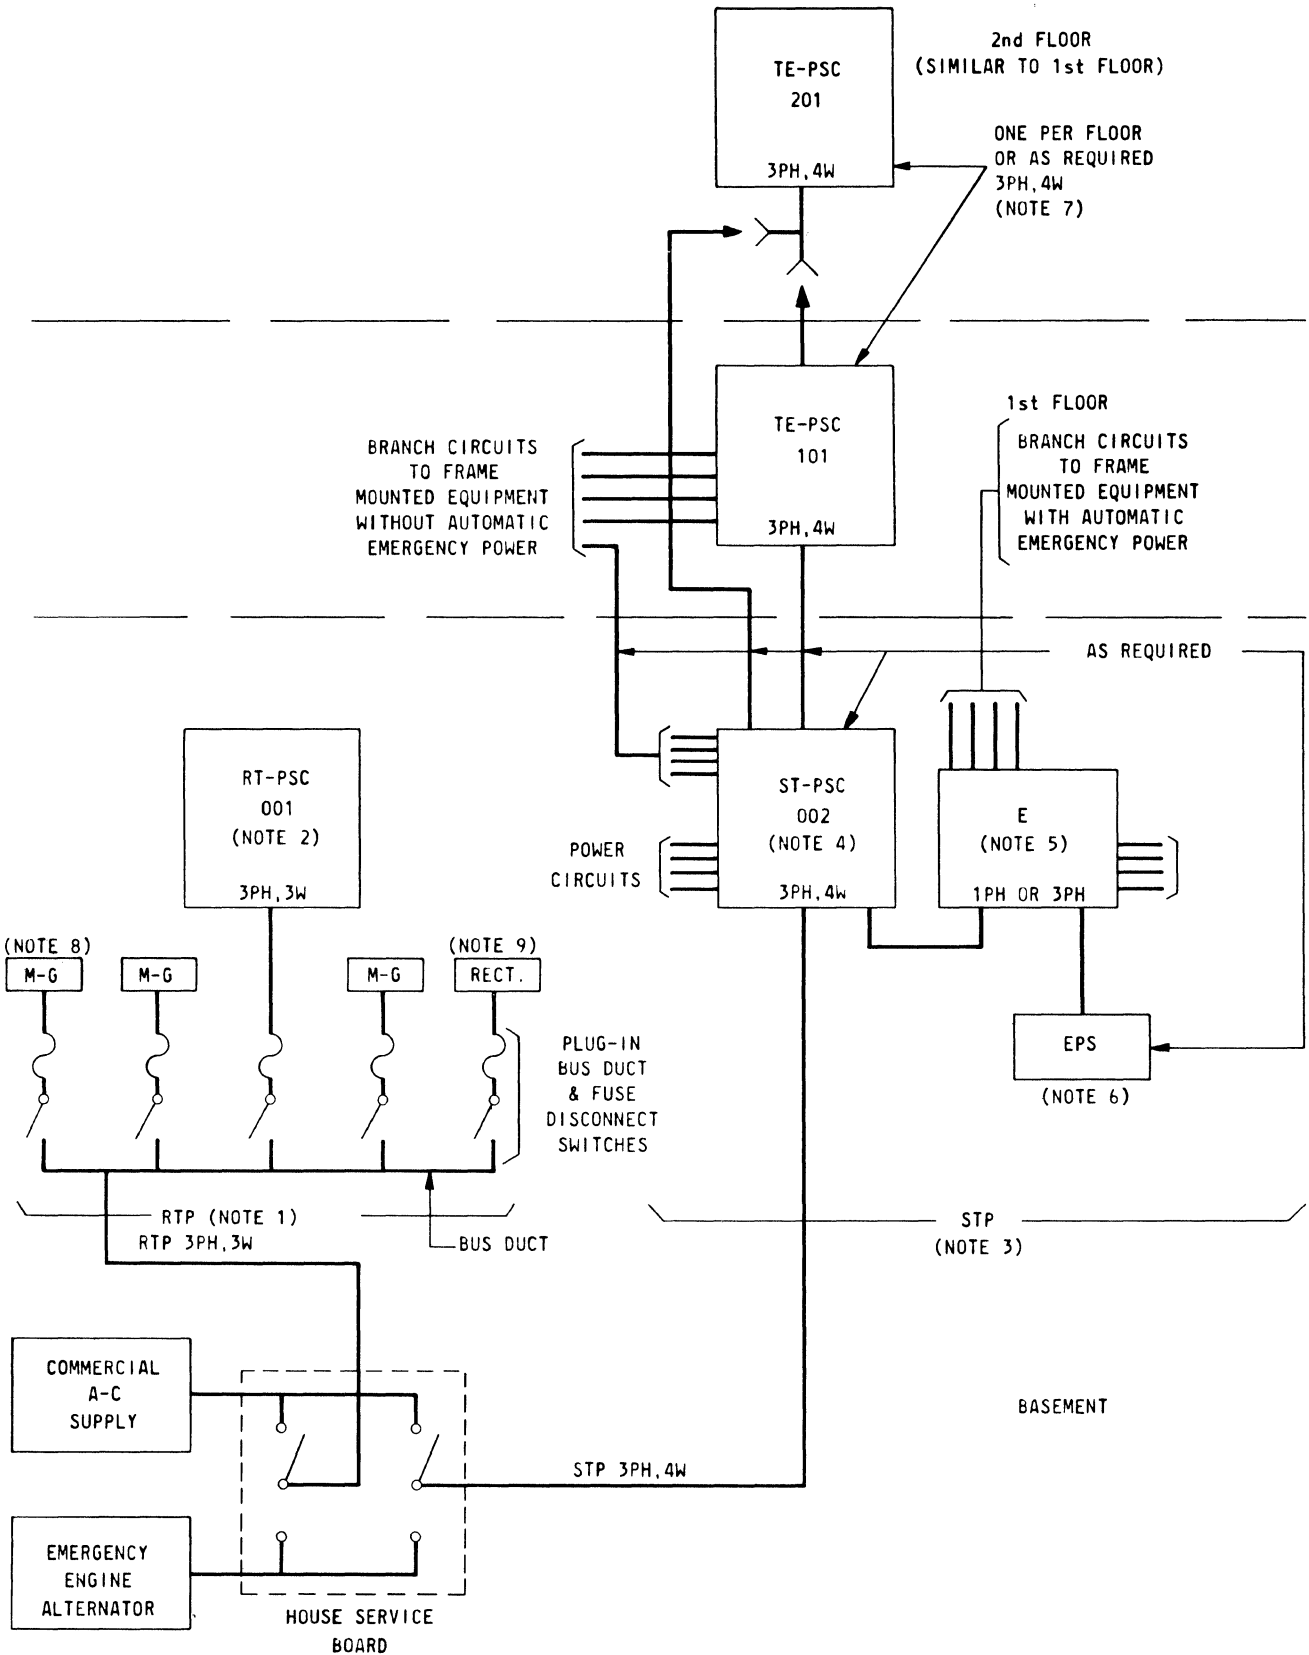 2nd FLOOR
(SIMILAR TO 1st FLOOR)
TE-PSC
201
3PH,4W
ONE PER FLOOR
OR AS REQUIRED
3PH,4W
(NOTE 7)
TE-PSC
101
3PH,4W
BRANCH CIRCUITS
TO FRAME
MOUNTED EQUIPMENT
WITHOUT AUTOMATIC
EMERGENCY POWER
1st FLOOR
BRANCH CIRCUITS
TO FRAME
MOUNTED EQUIPMENT
WITH AUTOMATIC
EMERGENCY POWER
AS REQUIRED
RT-PSC
001
(NOTE 2)
3PH,3W
POWER
CIRCUITS
ST-PSC
002
(NOTE 4)
3PH,4W
E
(NOTE 5)
1PH OR 3PH
(NOTE 8)
M-G
M-G
M-G
(NOTE 9)
RECT.
PLUG-IN
BUS DUCT
& FUSE
DISCONNECT
SWITCHES
EPS
(NOTE 6)
RTP (NOTE 1)
RTP 3PH,3W
BUS DUCT
STP
(NOTE 3)
COMMERCIAL
A-C
SUPPLY
BASEMENT
STP 3PH,4W
EMERGENCY
ENGINE
ALTERNATOR
HOUSE SERVICE
BOARD